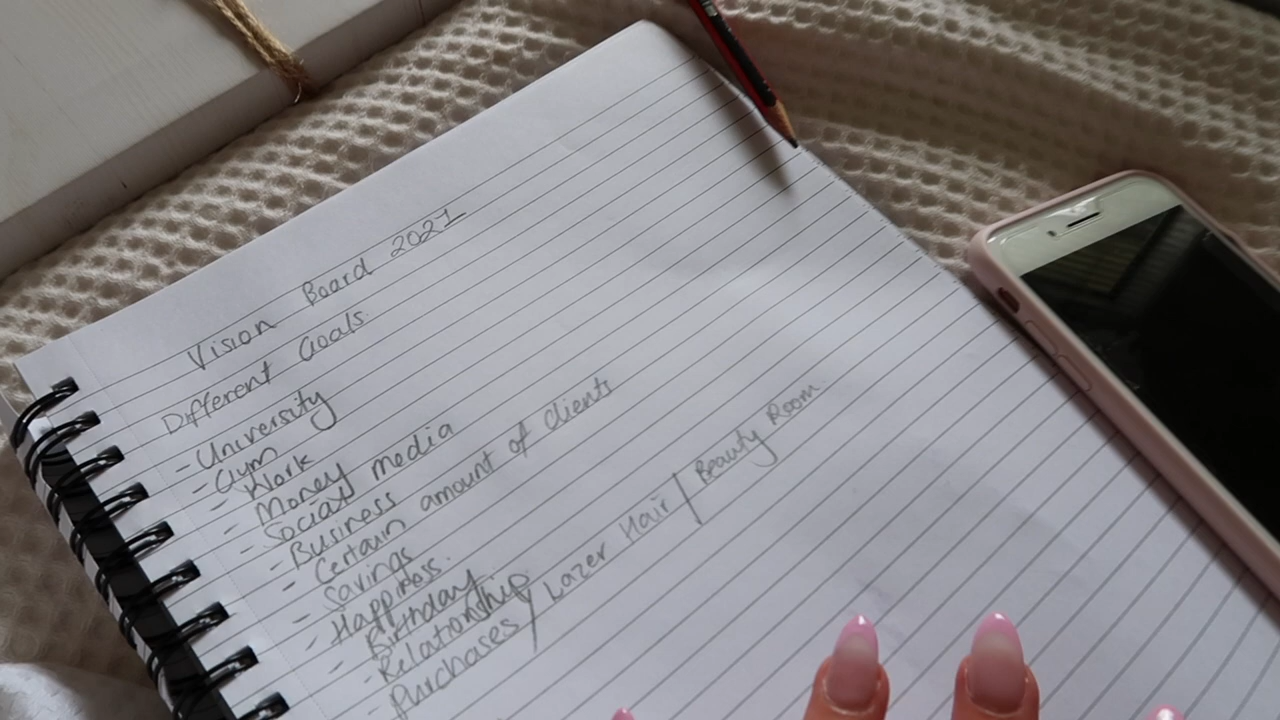 Vision Board 2021
Different Goals
- University
- Gym
- Work
- Money
- Social media
- Business
- Certain amount of clients
- Savings
- Happiness.
- Birthday
- Relationship
- Purchases / Lazer Hair / Beauty Room